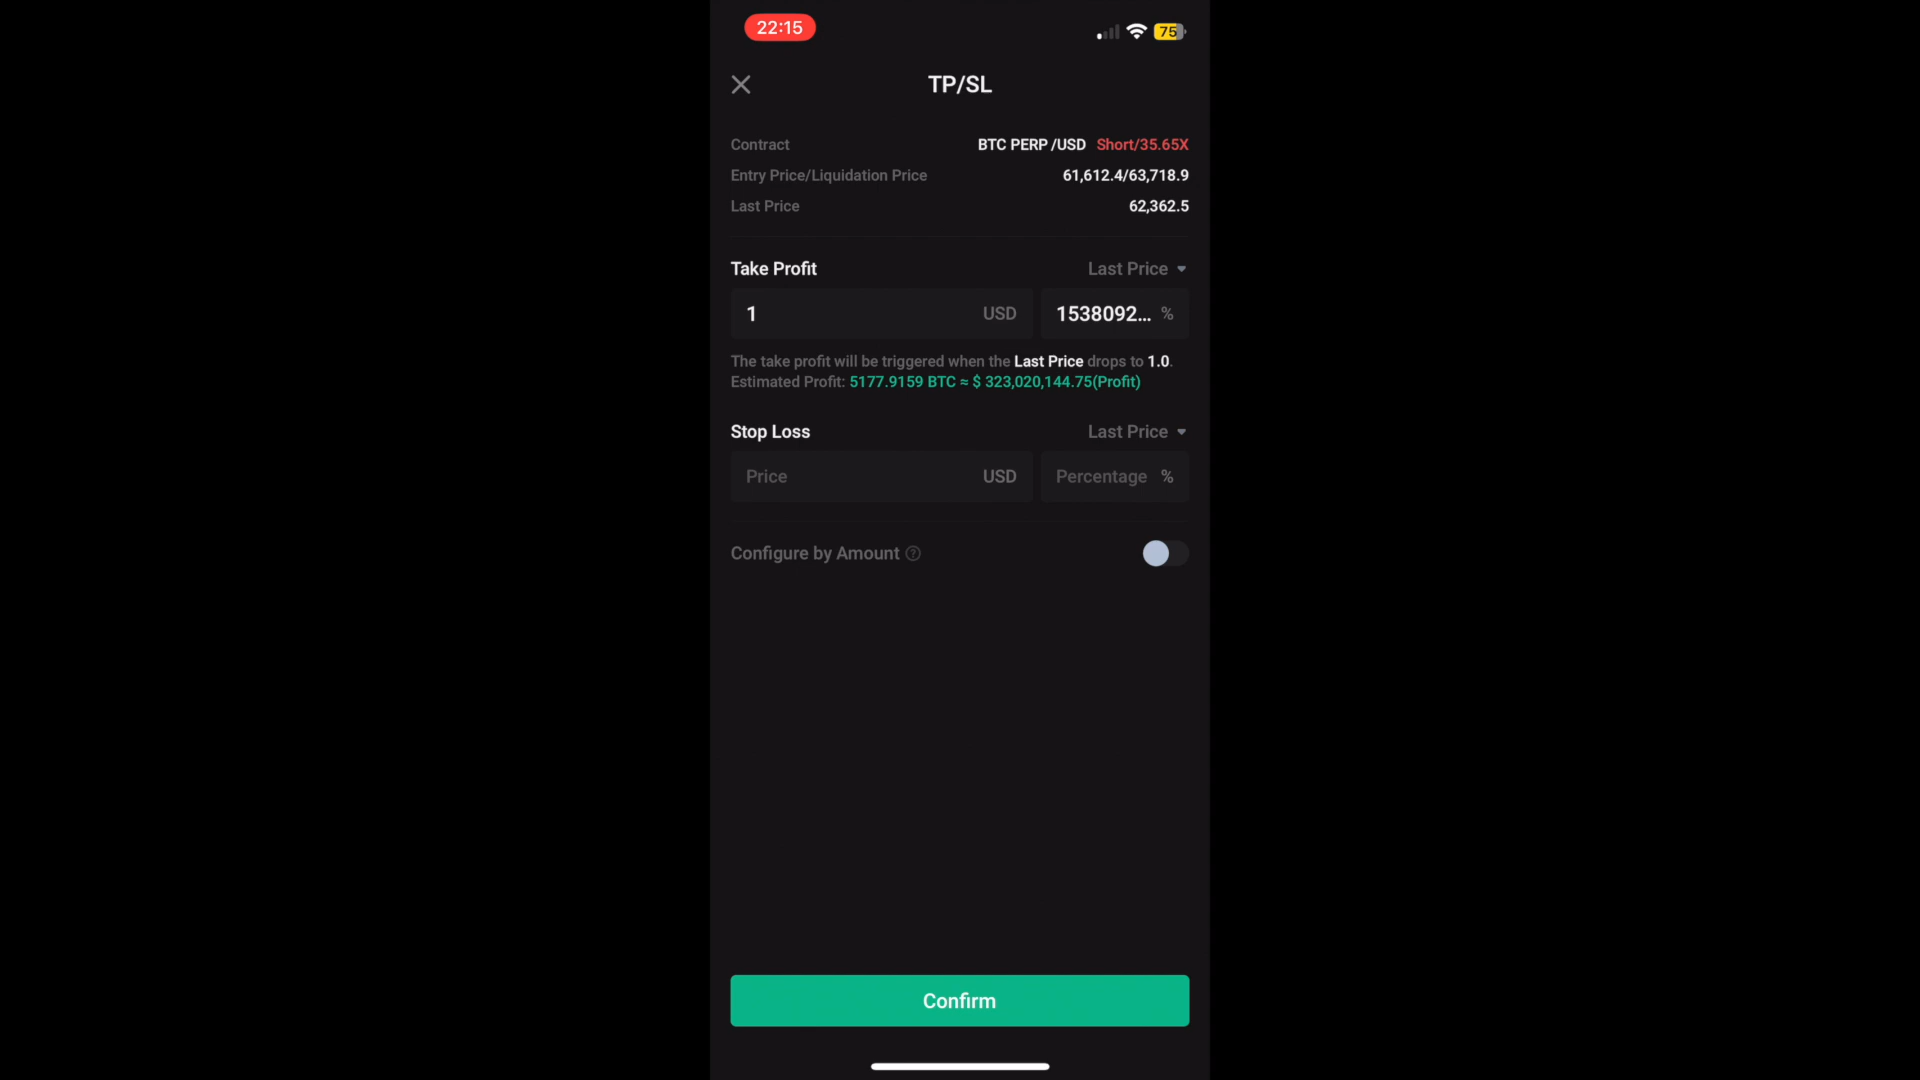 22:15
75
TP/SL
Contract BTC PERP /USD Short/35.65X
Entry Price/Liquidation Price 61,612.4/63,718.9
Last Price 62,362.5
Take Profit Last Price
1 USD 1538092... %
The take profit will be triggered when the Last Price drops to 1.0.
Estimated Profit: 5177.9159 BTC ≈ $ 323,020,144.75(Profit)
Stop Loss Last Price
Price USD Percentage %
Configure by Amount ?
Confirm